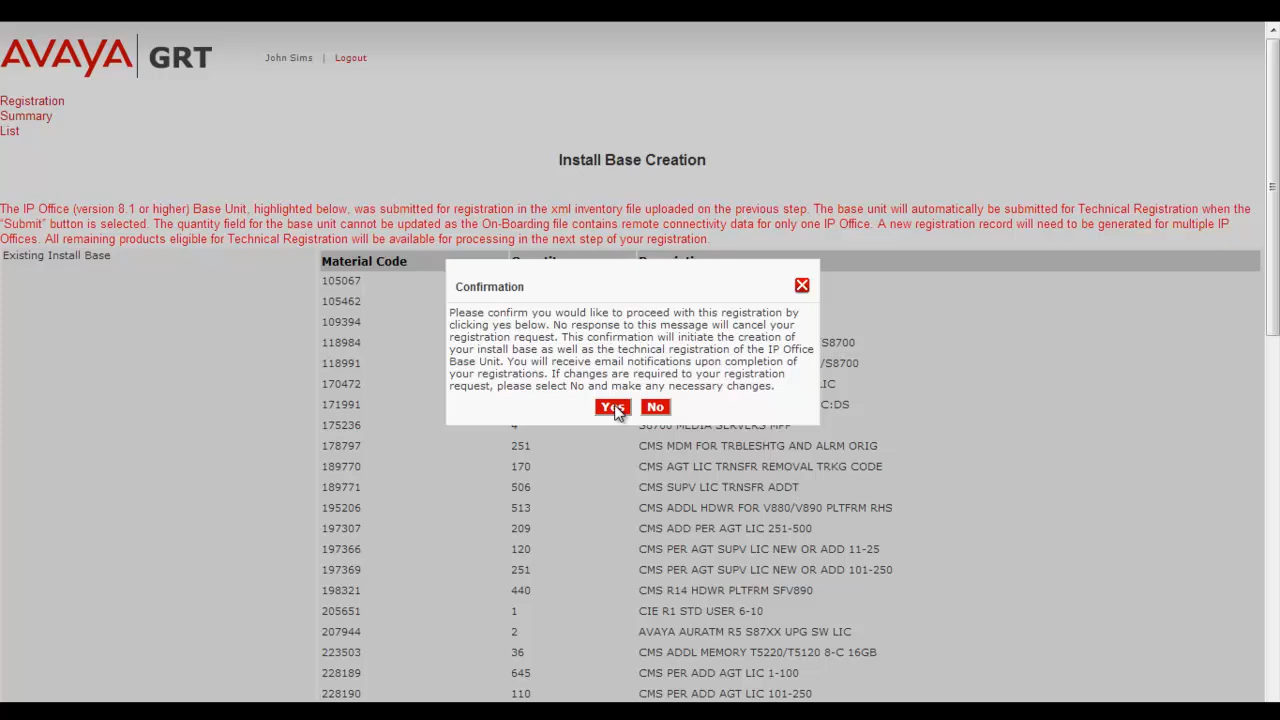 AVAYA GRT
John Sims | Logout
Registration
Summary
List
Install Base Creation
The IP Office (version 8.1 or higher) Base Unit, highlighted below, was submitted for registration in the xml inventory file uploaded on the previous step. The base unit will automatically be submitted for Technical Registration when the
“Submit” button is selected. The quantity field for the base unit cannot be updated as the On-Boarding file contains remote connectivity data for only one IP Office. A new registration record will need to be generated for multiple IP
Offices. All remaining products eligible for Technical Registration will be available for processing in the next step of your registration.
Existing Install Base
Material Code
105067
105462
109394
118984 /S8700
118991 /S8700
170472 LIC
171991 C:DS
Confirmation
Please confirm you would like to proceed with this registration by
clicking yes below. No response to this message will cancel your
registration request. This confirmation will initiate the creation of
your install base as well as the technical registration of the IP Office
Base Unit. You will receive email notifications upon completion of
your registrations. If changes are required to your registration
request, please select No and make any necessary changes.
Yes No
175236 4 S8700 MEDIA SERVERS MPP
178797 251 CMS MDM FOR TRBLESHTG AND ALRM ORIG
189770 170 CMS AGT LIC TRNSFR REMOVAL TRKG CODE
189771 506 CMS SUPV LIC TRNSFR ADDT
195206 513 CMS ADDL HDWR FOR V880/V890 PLTFRM RHS
197307 209 CMS ADD PER AGT LIC 251-500
197366 120 CMS PER AGT SUPV LIC NEW OR ADD 11-25
197369 251 CMS PER AGT SUPV LIC NEW OR ADD 101-250
198321 440 CMS R14 HDWR PLTFRM SFV890
205651 1 CIE R1 STD USER 6-10
207944 2 AVAYA AURATM R5 S87XX UPG SW LIC
223503 36 CMS ADDL MEMORY T5220/T5120 8-C 16GB
228189 645 CMS PER ADD AGT LIC 1-100
228190 110 CMS PER ADD AGT LIC 101-250